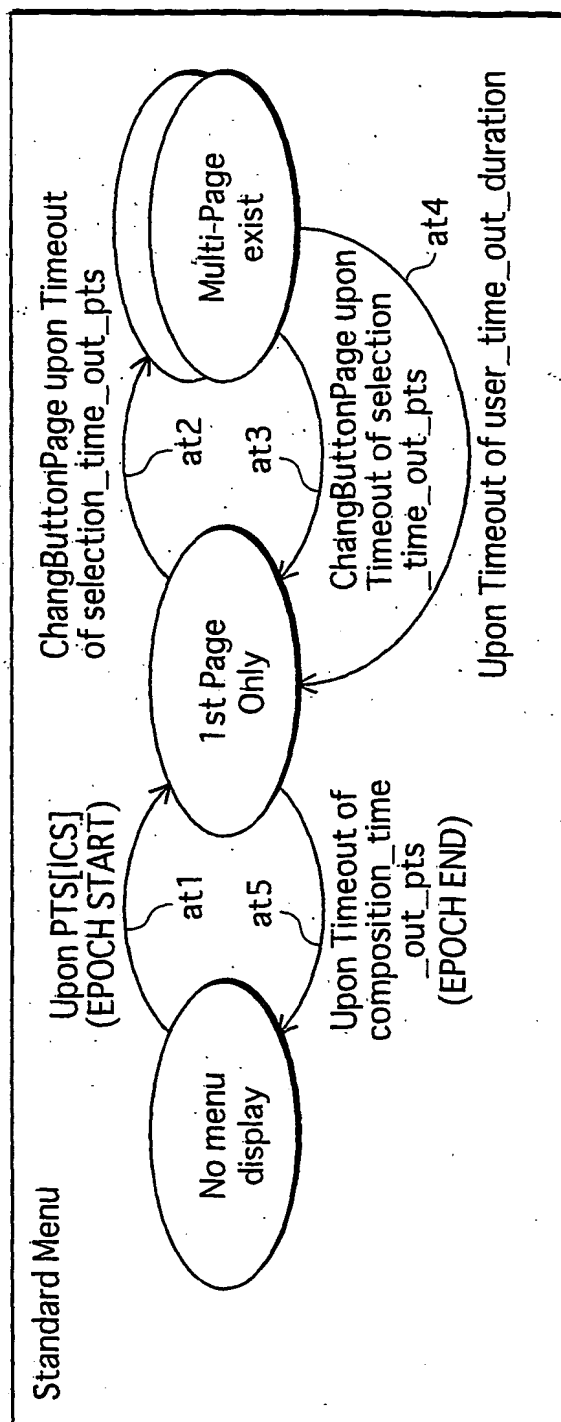 Standard Menu
Upon PTS[ICS]
(EPOCH START)
at1
ChangButtonPage upon Timeout
of selection_time_out_pts
at2
No menu
display
1st Page
Ohly
Multi-Page
exist
at5
Upon Timeout of
composition_time
_out_pts
(EPOCH END)
at3
ChangButtonPage upon
Timeout of selection
_time_out_pts
at4
Upon Timeout of user_time_out_duration